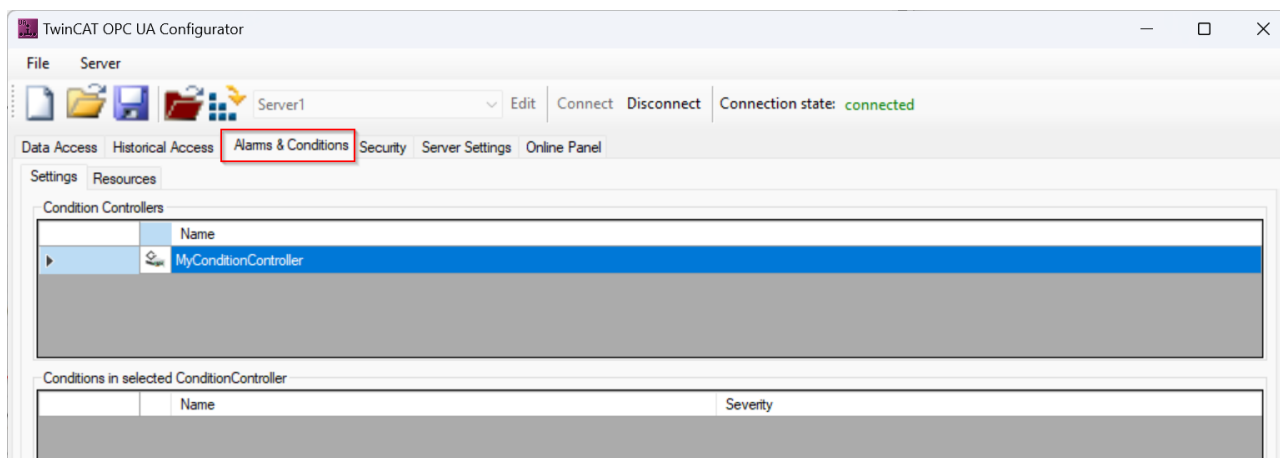 TwinCAT OPC UA Configurator
File Server
Server1 Edit Connect Disconnect Connection state: connected
Data Access Historical Access Alarms & Conditions Security Server Settings Online Panel
Settings Resources
Condition Controllers
Name
MyConditionController
Conditions in selected ConditionController
Name Severity